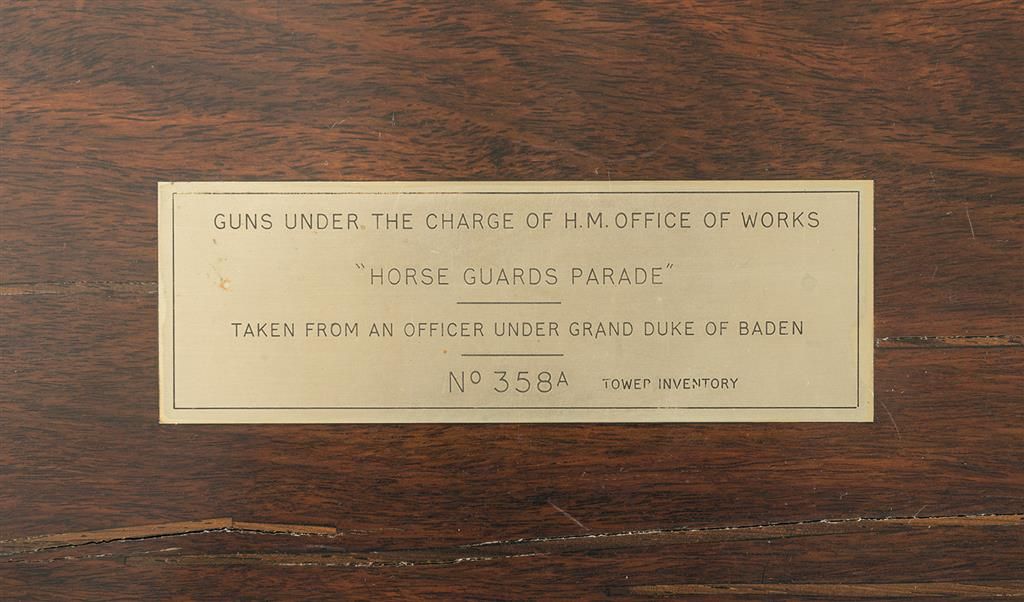 GUNS UNDER THE CHARGE OF H.M. OFFICE OF WORKS
"HORSE GUARDS PARADE"
TAKEN FROM AN OFFICER UNDER GRAND DUKE OF BADEN
Nº 358A TOWER INVENTORY